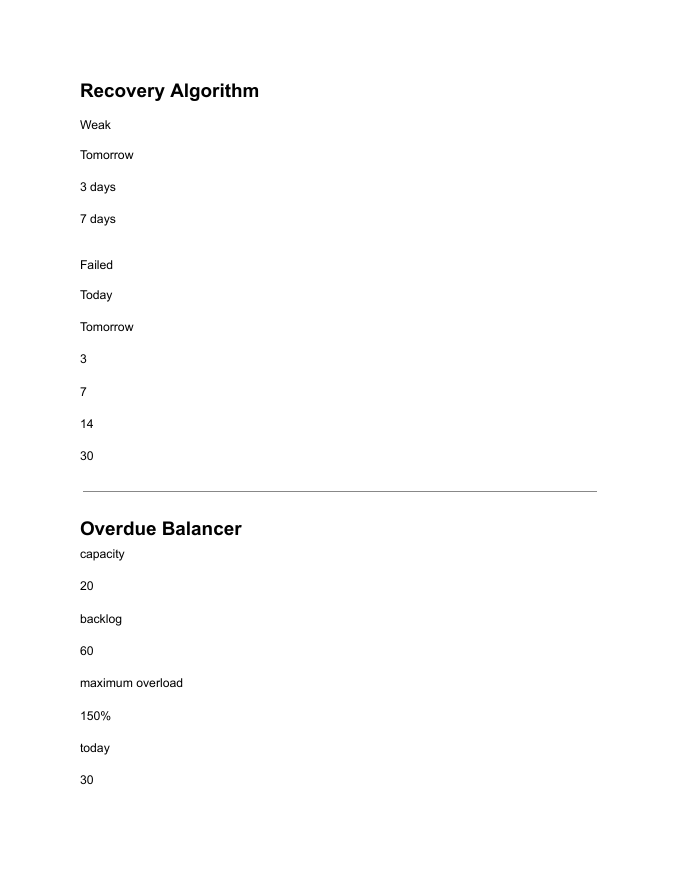 Recovery Algorithm
Weak
Tomorrow
3 days
7 days
Failed
Today
Tomorrow
3
7
14
30
Overdue Balancer
capacity
20
backlog
60
maximum overload
150%
today
30